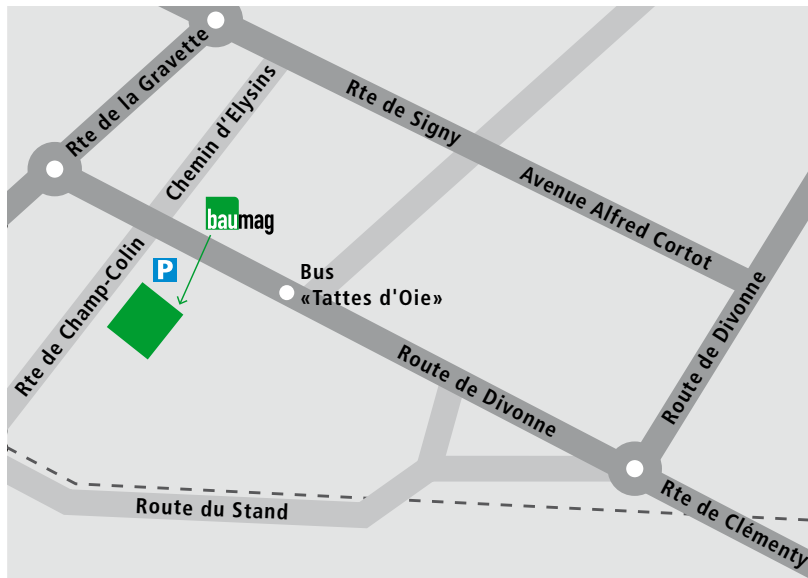 Rte de la Gravette
Chemin d'Elysins
Rte de Signy
Avenue Alfred Cortot
baumag
Rte de Champ-Colin
P
Bus
«Tattes d'Oie»
Route de Divonne
Route de Divonne
Route du Stand
Rte de Clémenty